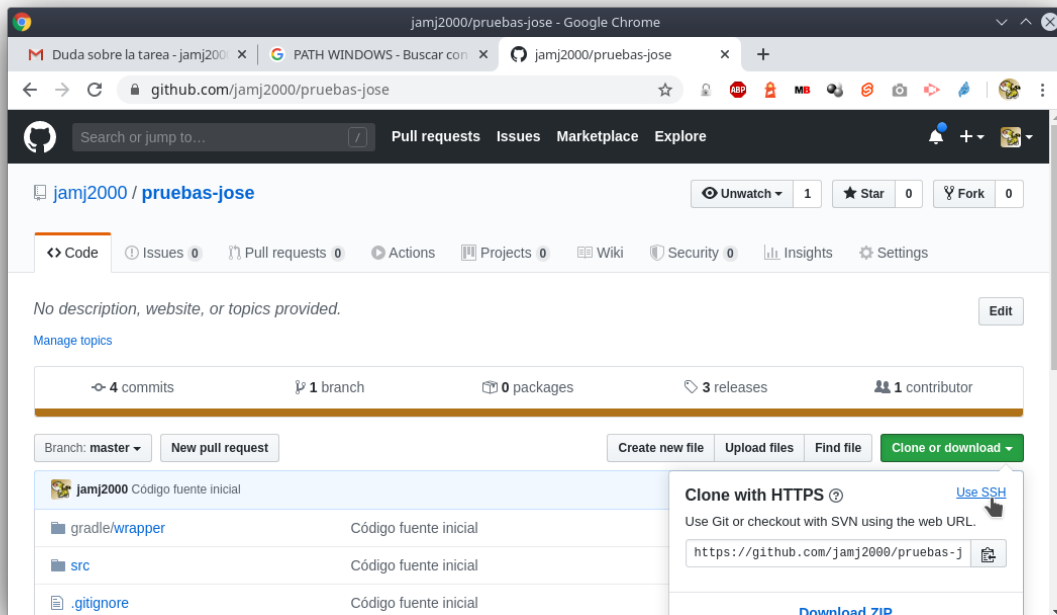 jamj2000/pruebas-jose - Google Chrome
Duda sobre la tarea - jamj200 PATH WINDOWS - Buscar con jamj2000/pruebas-jose
github.com/jamj2000/pruebas-jose ABP MB
Search or jump to... / Pull requests Issues Marketplace Explore
jamj2000 / pruebas-jose Unwatch 1 Star 0 Fork 0
Code Issues 0 Pull requests 0 Actions Projects 0 Wiki Security 0 Insights Settings
No description, website, or topics provided. Edit
Manage topics
4 commits 1 branch 0 packages 3 releases 1 contributor
Branch: master New pull request Create new file Upload files Find file Clone or download
jamj2000 Código fuente inicial
Clone with HTTPS Use SSH
Use Git or checkout with SVN using the web URL.
gradle/wrapper Código fuente inicial
https://github.com/jamj2000/pruebas-j
src Código fuente inicial
.gitignore Código fuente inicial
Download ZIP